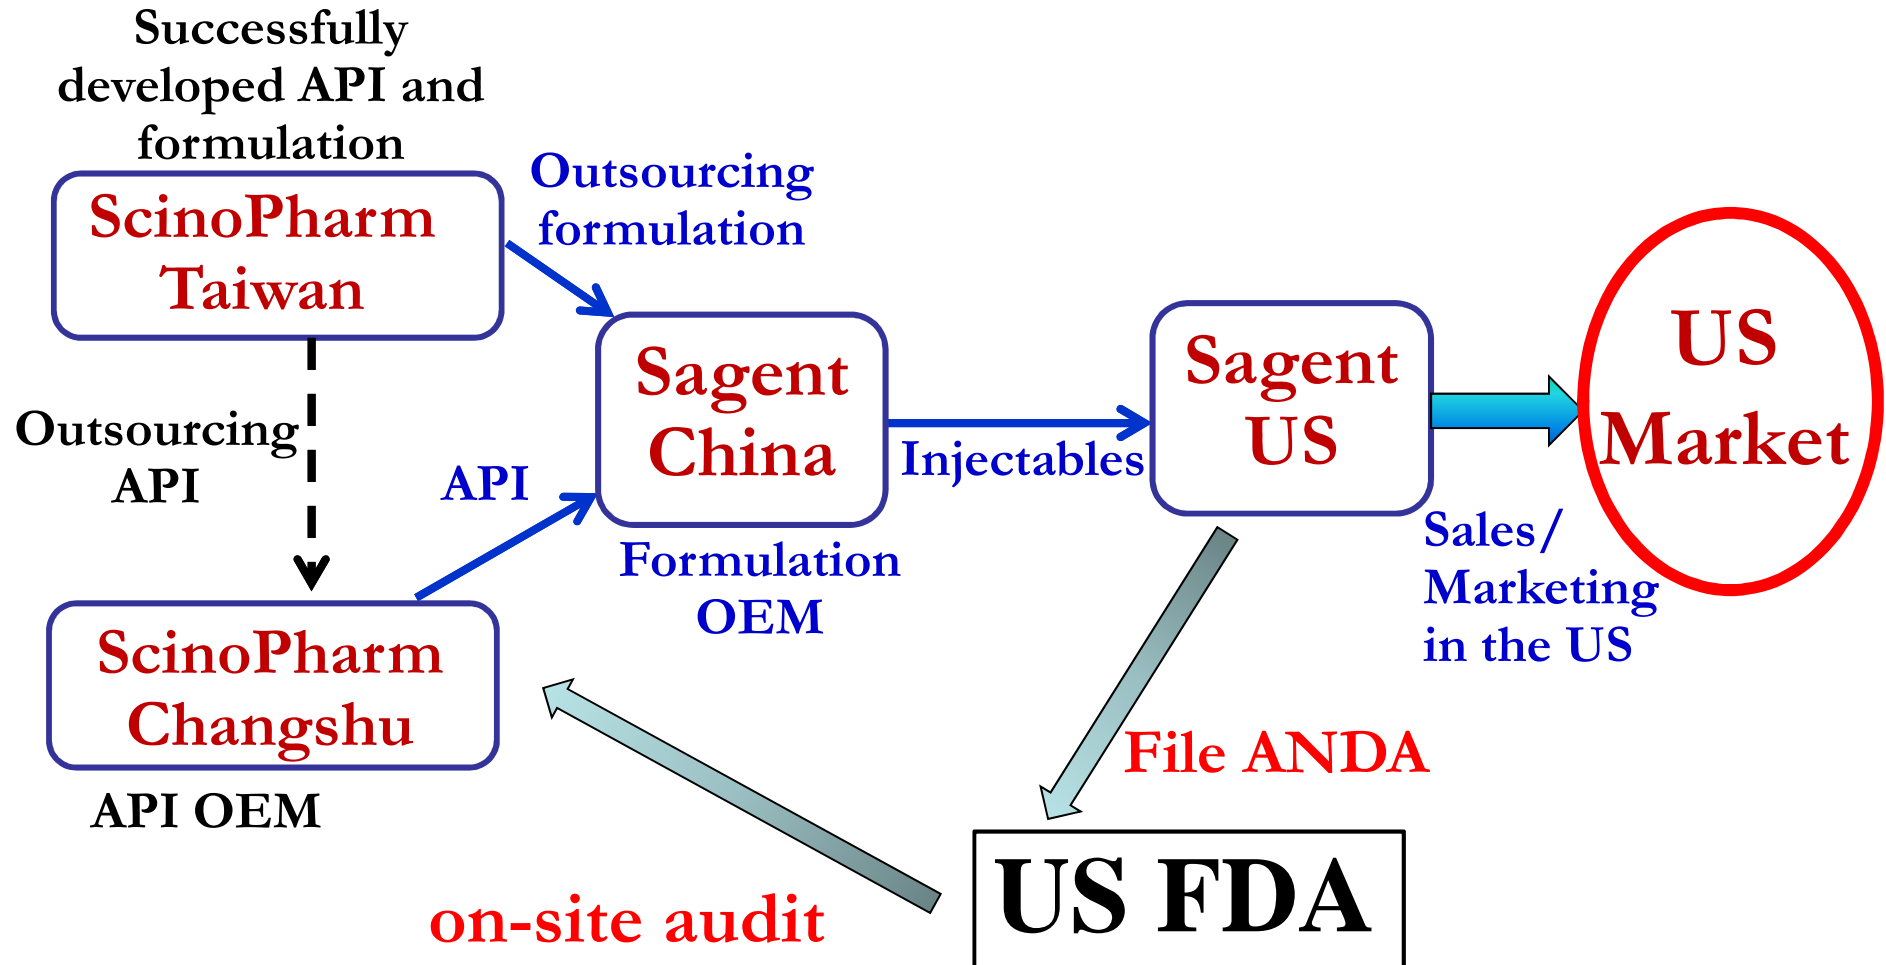 Successfully
developed API and
formulation
ScinoPharm
Taiwan
Outsourcing
formulation
Outsourcing
API
API
Sagent
China
Formulation
OEM
Injectables
Sagent
US
US
Market
Sales/
Marketing
in the US
ScinoPharm
Changshu
API OEM
File ANDA
on-site audit
US FDA